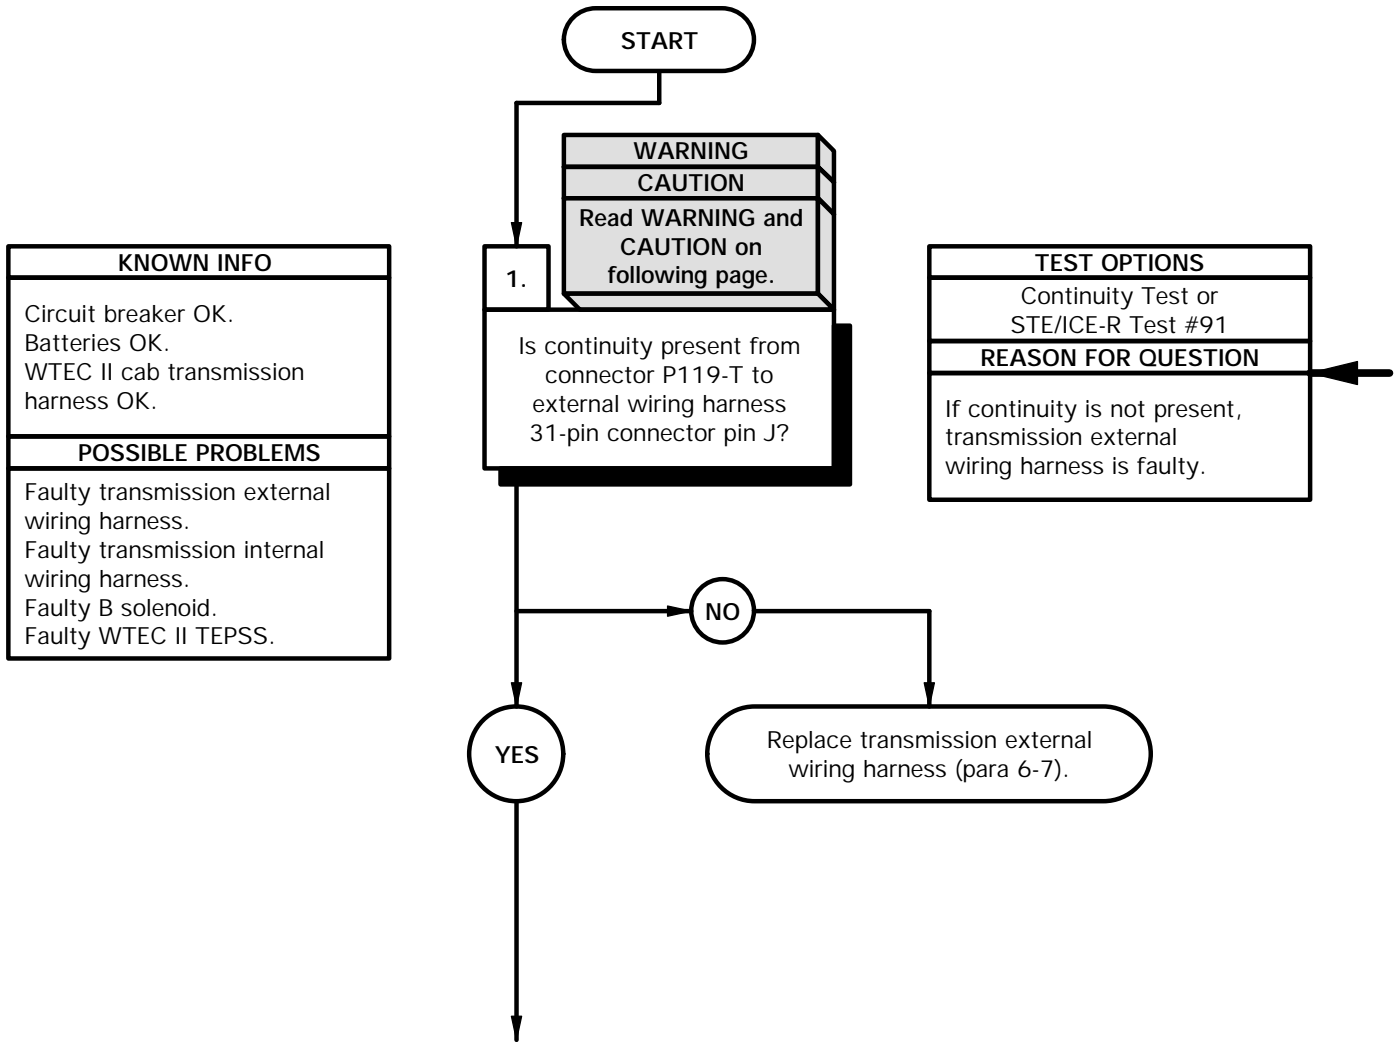 START
WARNING
CAUTION
Read WARNING and
CAUTION on
following page.
KNOWN INFO
Circuit breaker OK.
Batteries OK.
WTEC II cab transmission
harness OK.
POSSIBLE PROBLEMS
Faulty transmission external
wiring harness.
Faulty transmission internal
wiring harness.
Faulty B solenoid.
Faulty WTEC II TEPSS.
1.
Is continuity present from
connector P119-T to
external wiring harness
31-pin connector pin J?
TEST OPTIONS
Continuity Test or
STE/ICE-R Test #91
REASON FOR QUESTION
If continuity is not present,
transmission external
wiring harness is faulty.
NO
YES
Replace transmission external
wiring harness (para 6-7).